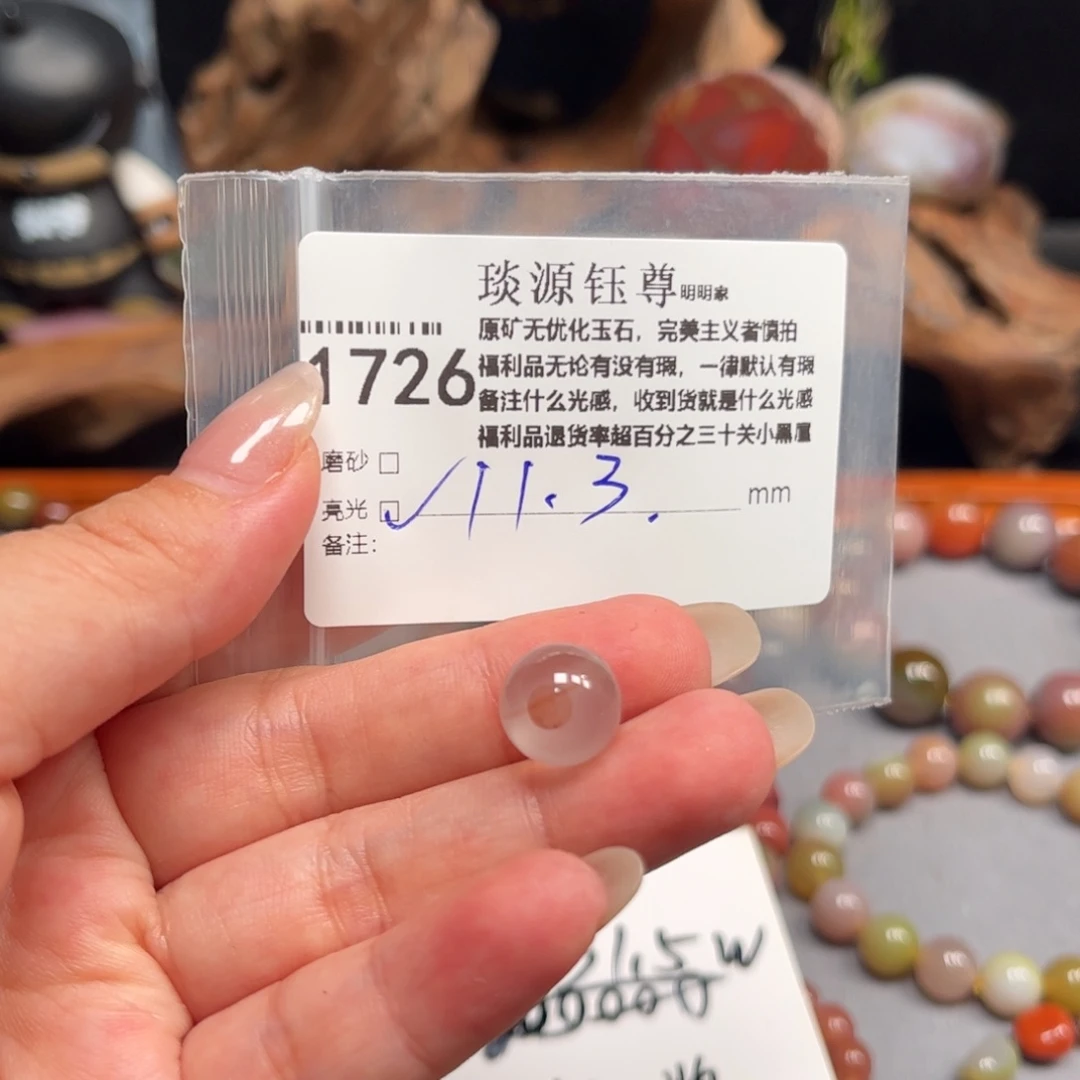 琰源钰尊明明家
原矿无优化玉石，完美主义者慎拍
1726
福利品无论有没有瑕，一律默认有瑕
备注什么光感，收到货就是什么光感
福利品退货率超百分之三十关小黑屋
磨砂 □
亮光 □ ✓ 11.3. mm
备注：
1.5W